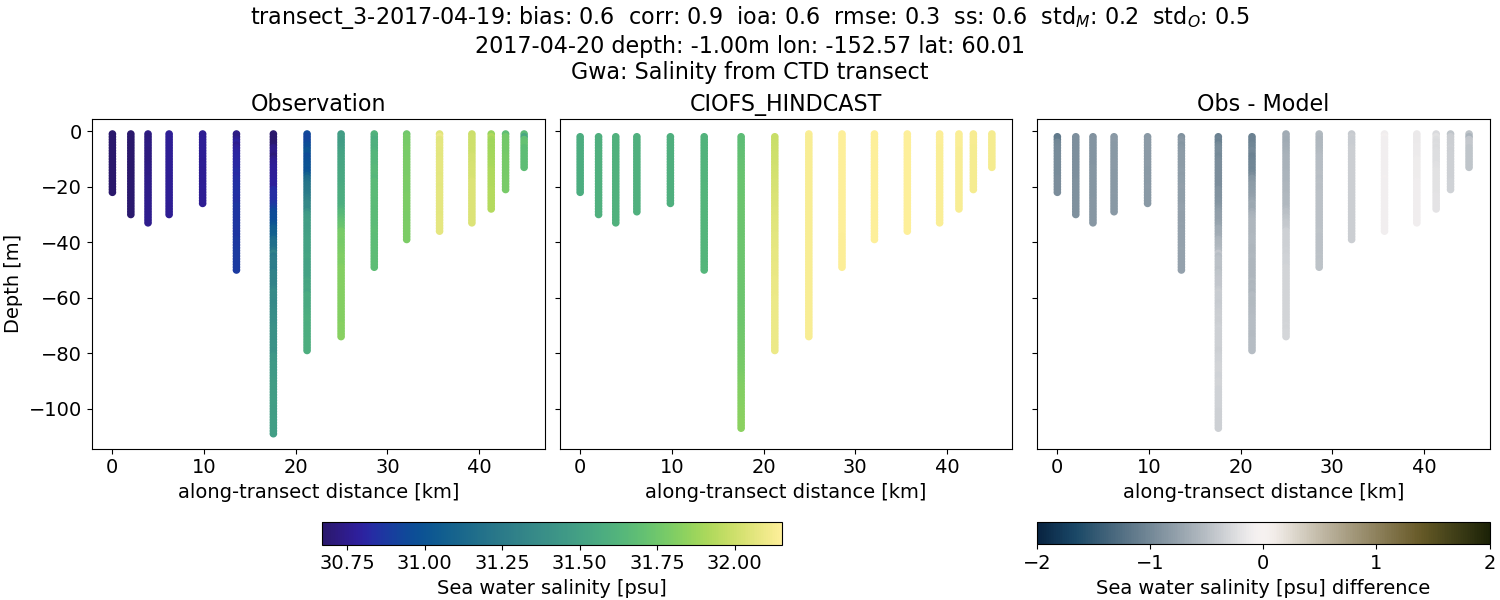 transect_3-2017-04-19: bias: 0.6 corr: 0.9 ioa: 0.6 rmse: 0.3 ss: 0.6 std_M: 0.2 std_O: 0.5
2017-04-20 depth: -1.00m lon: -152.57 lat: 60.01
Gwa: Salinity from CTD transect
Observation CIOFS_HINDCAST Obs - Model
Depth [m]
0
−20
−40
−60
−80
−100
0 10 20 30 40 0 10 20 30 40 0 10 20 30 40
along-transect distance [km] along-transect distance [km] along-transect distance [km]
30.75 31.00 31.25 31.50 31.75 32.00 −2 −1 0 1 2
Sea water salinity [psu] Sea water salinity [psu] difference